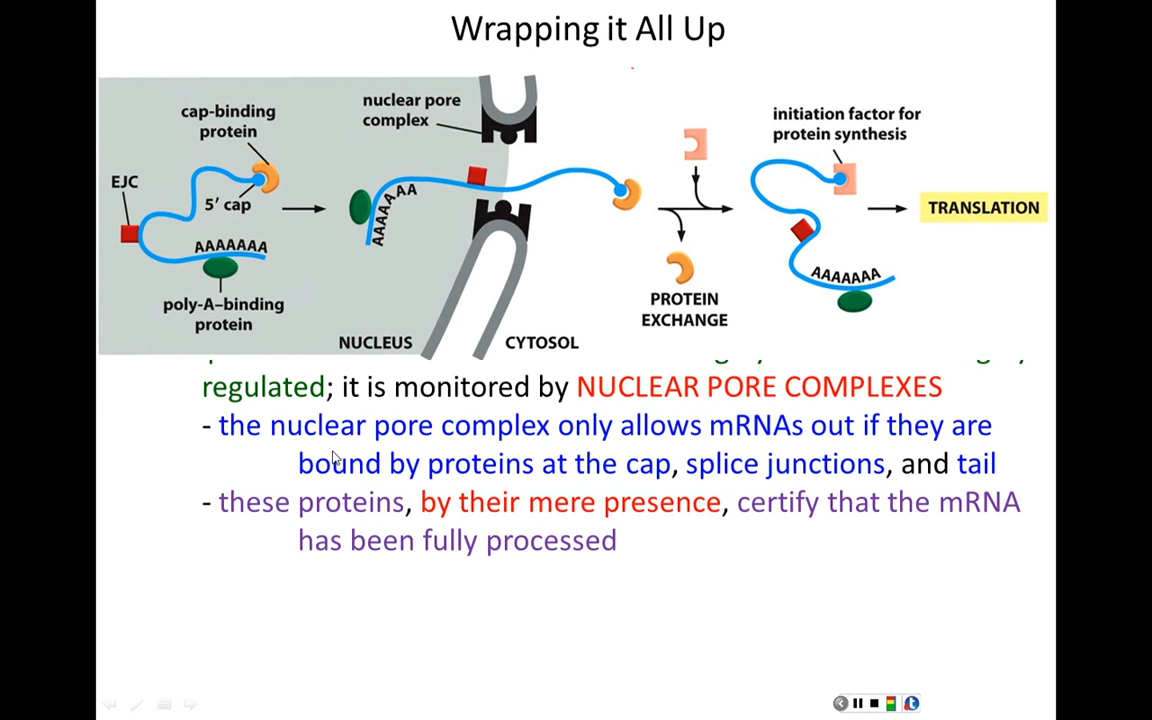 Wrapping it All Up
cap-binding
protein
nuclear pore
complex
initiation factor for
protein synthesis
EJC
5' cap
AAAAAAA
AAAAAAA
TRANSLATION
AAAAAAA
poly-A–binding
protein
PROTEIN
EXCHANGE
NUCLEUS
CYTOSOL
regulated; it is monitored by NUCLEAR PORE COMPLEXES
- the nuclear pore complex only allows mRNAs out if they are
bound by proteins at the cap, splice junctions, and tail
- these proteins, by their mere presence, certify that the mRNA
has been fully processed